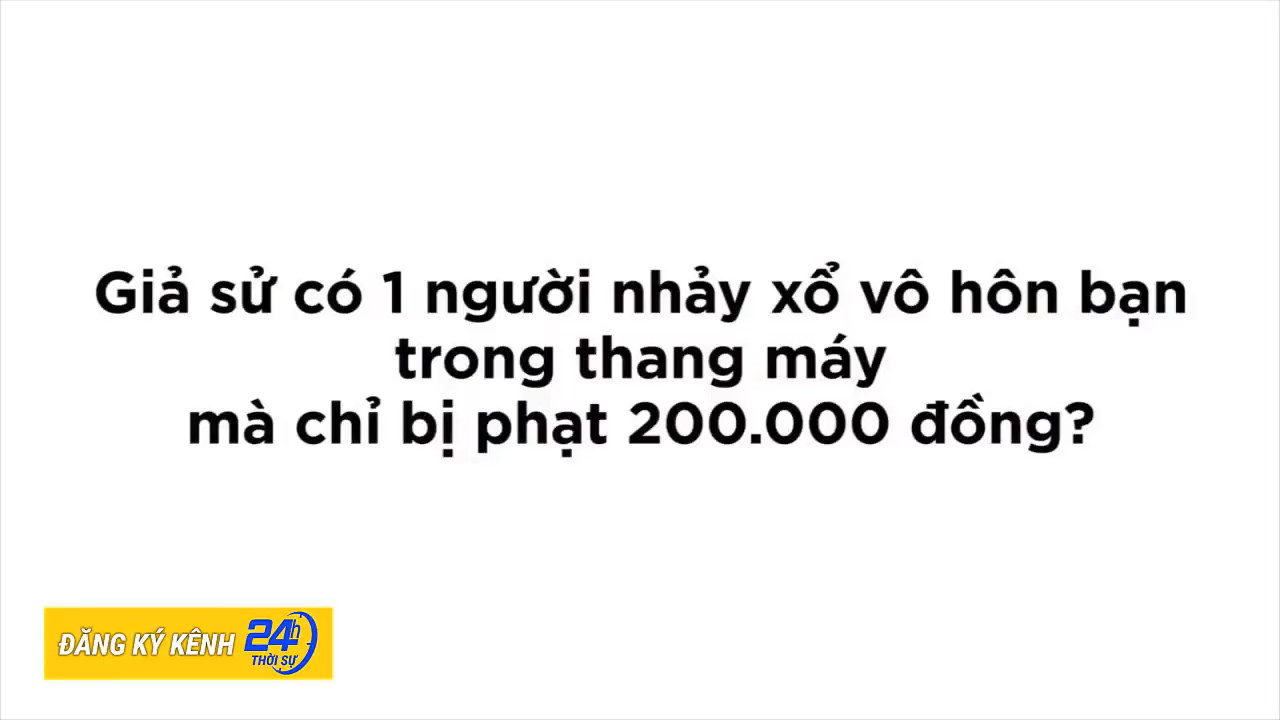 Giả sử có 1 người nhảy xổ vô hôn bạn
trong thang máy
mà chỉ bị phạt 200.000 đồng?
ĐĂNG KÝ KÊNH 24h
THỜI SỰ